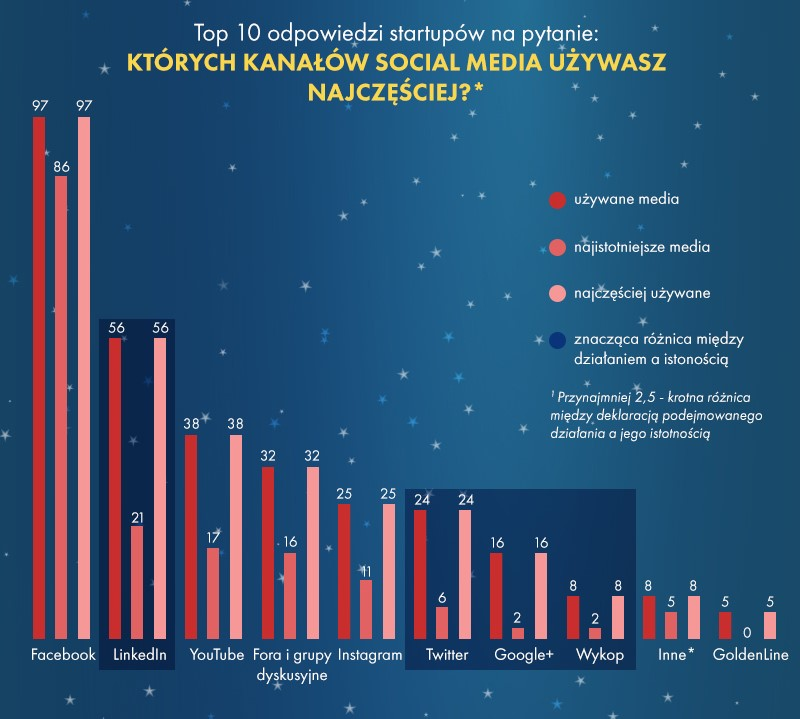 Top 10 odpowiedzi startupów na pytanie:
KTÓRYCH KANAŁÓW SOCIAL MEDIA UŻYWASZ
NAJCZĘŚCIEJ?*
97 86 97
56 21 56
38 17 38
32 16 32
25 11 25
24 6 24
16 2 16
8 2 8
8 5 8
5 0 5
używane media
najistotniejsze media
najczęściej używane
znacząca różnica między
działaniem a istonością
¹ Przynajmniej 2,5 - krotna różnica
między deklaracją podejmowanego
działania a jego istotnością
Facebook LinkedIn YouTube Fora i grupy Instagram Twitter Google+ Wykop Inne* GoldenLine
dyskusyjne